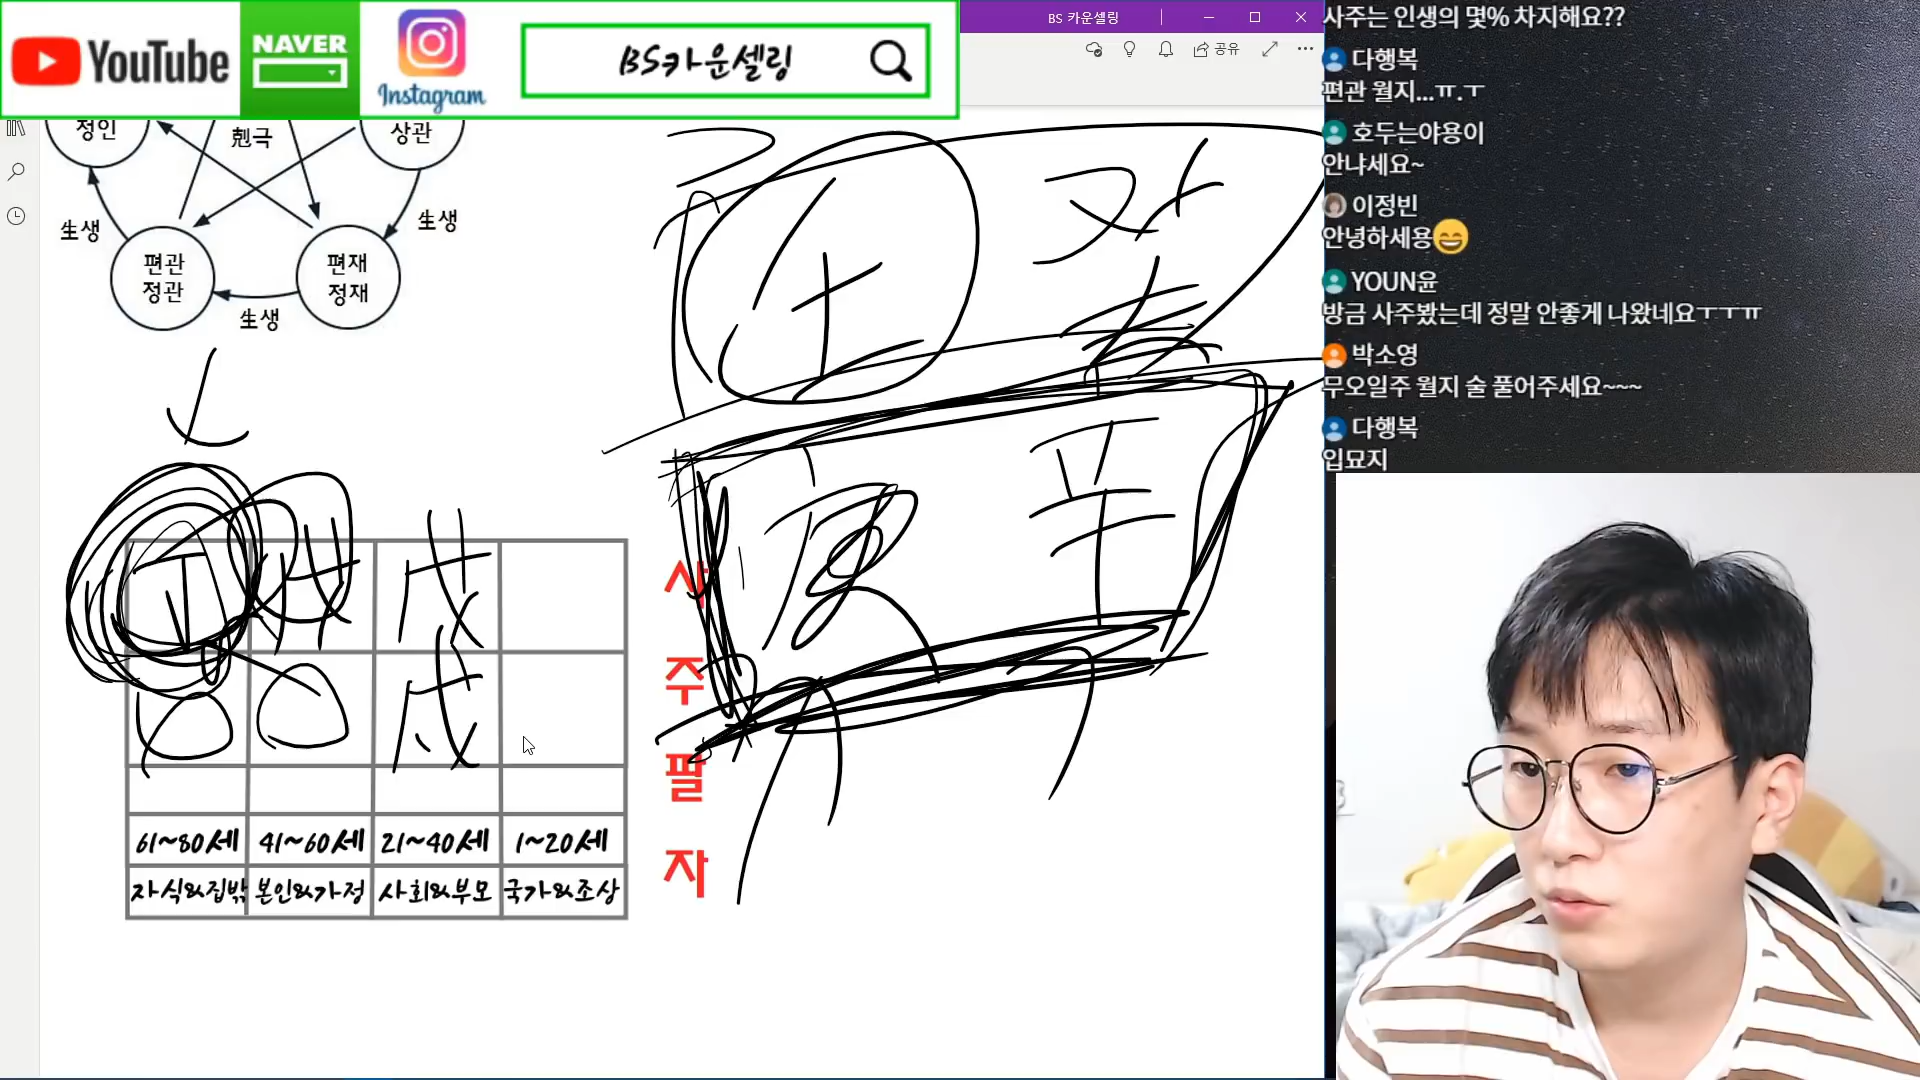 YouTube
NAVER
Instagram
BS카운셀링
BS 카운셀링
공유
정인
剋극
상관
生생
生생
편관
정관
편재
정재
生생
戊
戊
61~80세 41~60세 21~40세 1~20세
자식&집밖 본인&가정 사회&부모 국가&조상
사
주
팔
자
사주는 인생의 몇% 차지해요??
다행복
편관 월지...ㅠ.ㅜ
호두는야용이
안냐세요~
이정빈
안녕하세용😄
YOUN윤
방금 사주봤는데 정말 안좋게 나왔네요ㅜㅜㅠ
박소영
무오일주 월지 술 풀어주세요~~~
다행복
입묘지